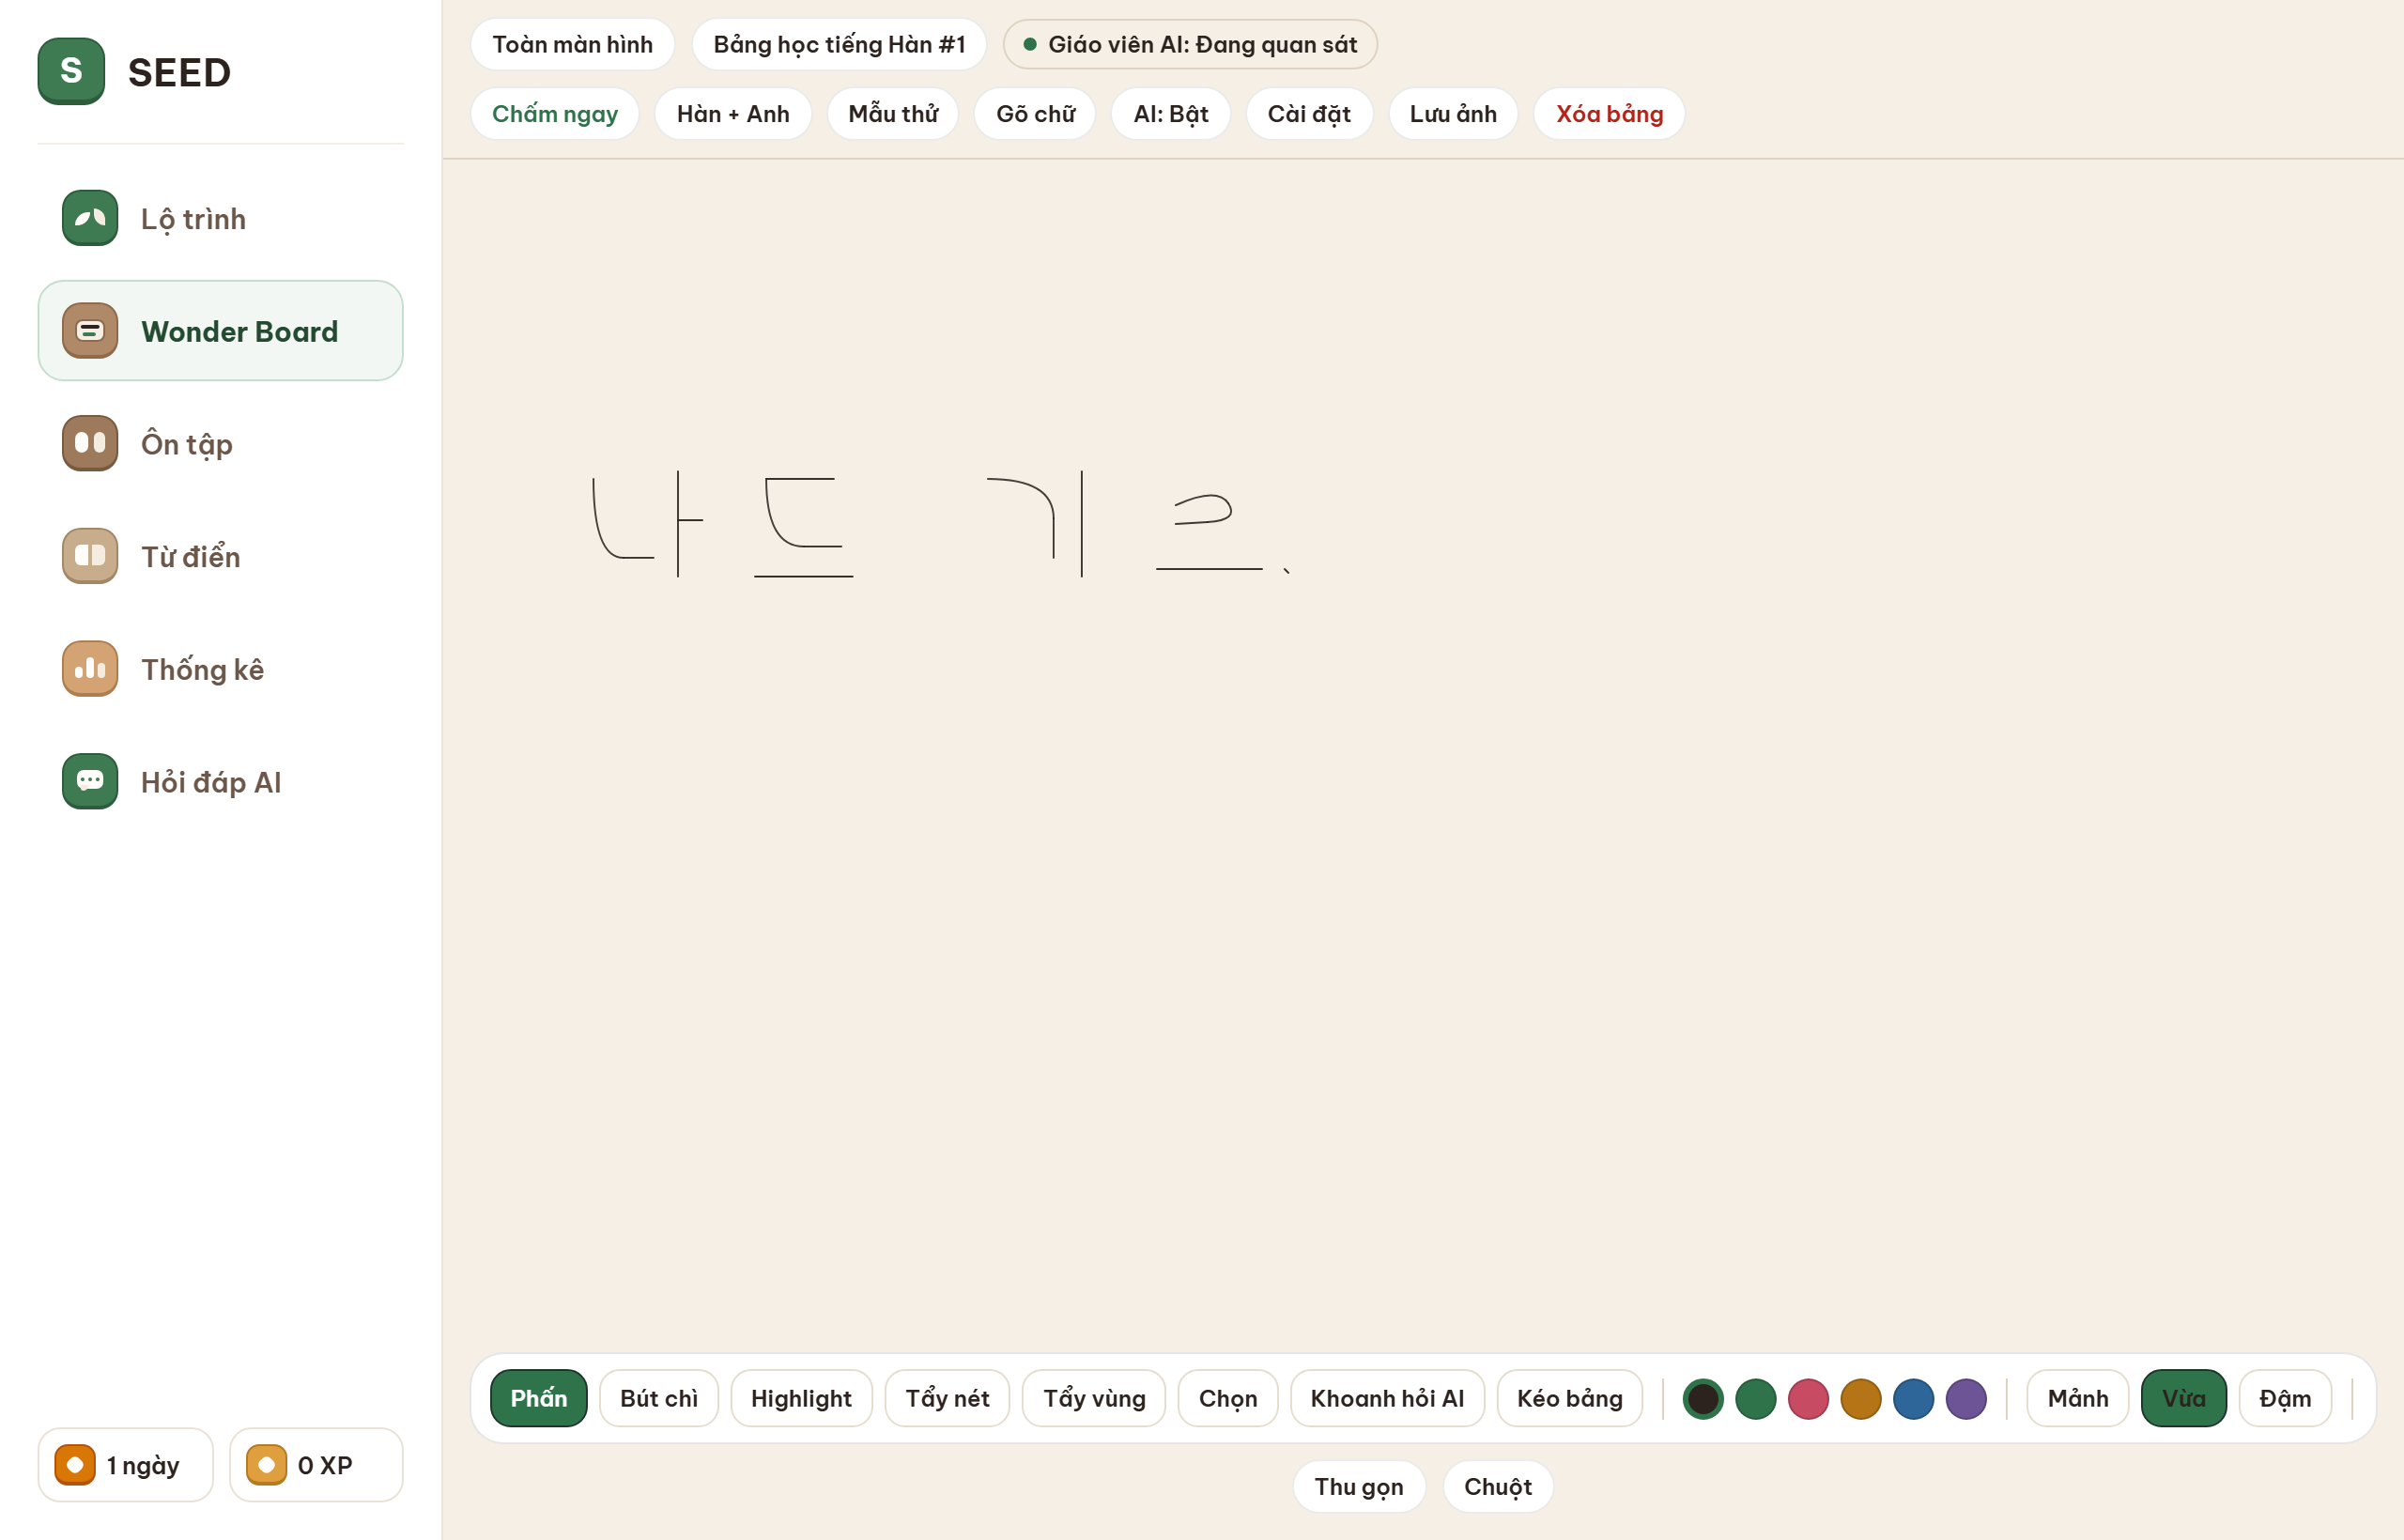 S SEED
Lộ trình
Wonder Board
Ôn tập
Từ điển
Thống kê
Hỏi đáp AI
1 ngày 0 XP
Toàn màn hình Bảng học tiếng Hàn #1 Giáo viên AI: Đang quan sát
Chấm ngay Hàn + Anh Mẫu thử Gõ chữ AI: Bật Cài đặt Lưu ảnh Xóa bảng
나 드 기
Phấn Bút chì Highlight Tẩy nét Tẩy vùng Chọn Khoanh hỏi AI Kéo bảng Mảnh Vừa Đậm
Thu gọn Chuột